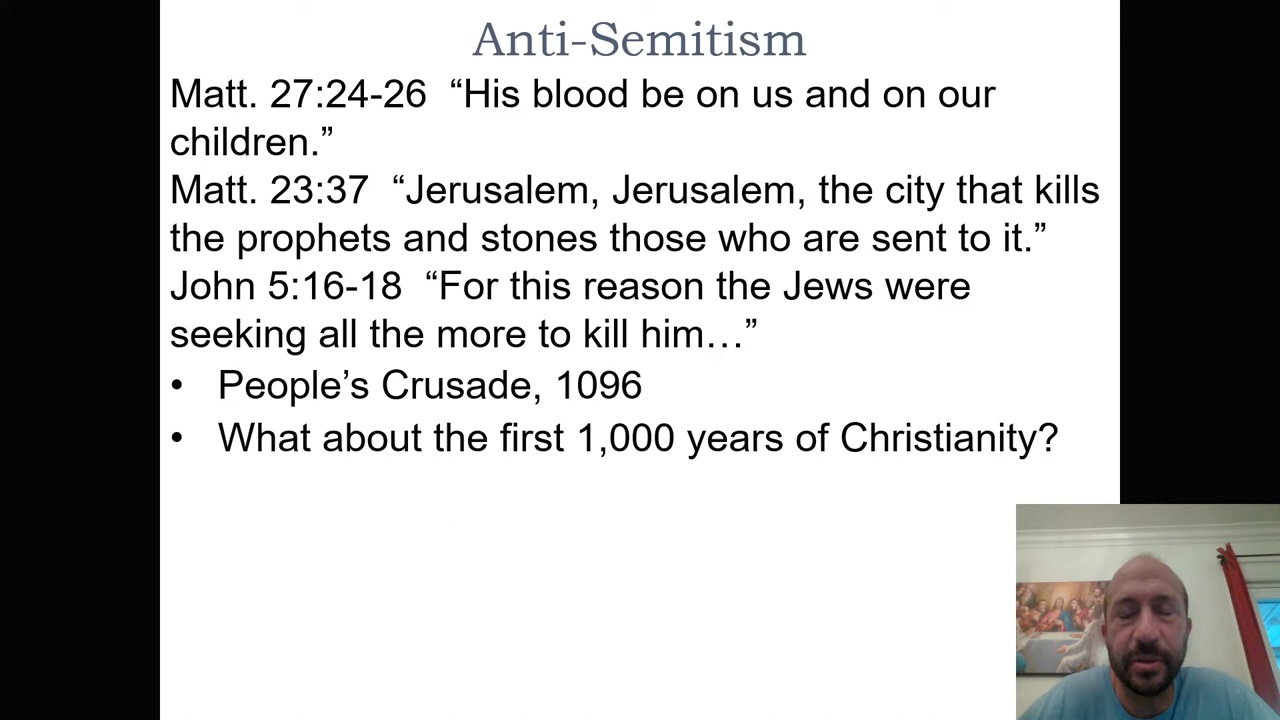 Anti-Semitism
Matt. 27:24-26 “His blood be on us and on our
children.”
Matt. 23:37 “Jerusalem, Jerusalem, the city that kills
the prophets and stones those who are sent to it.”
John 5:16-18 “For this reason the Jews were
seeking all the more to kill him…”
• People’s Crusade, 1096
• What about the first 1,000 years of Christianity?